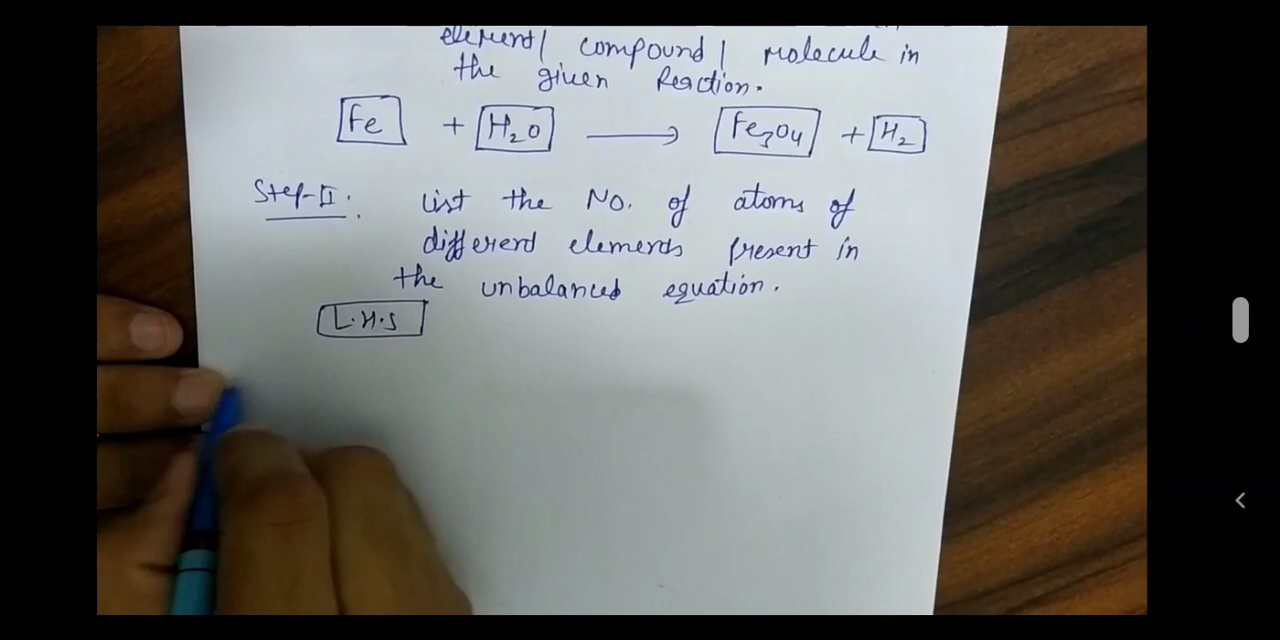 element/ compound/ molecule in
the given Reaction.
Fe + H₂O ⟶ Fe₃O₄ + H₂
Step-II. List the No. of atoms of
different elements present in
the unbalanced equation.
L.H.S